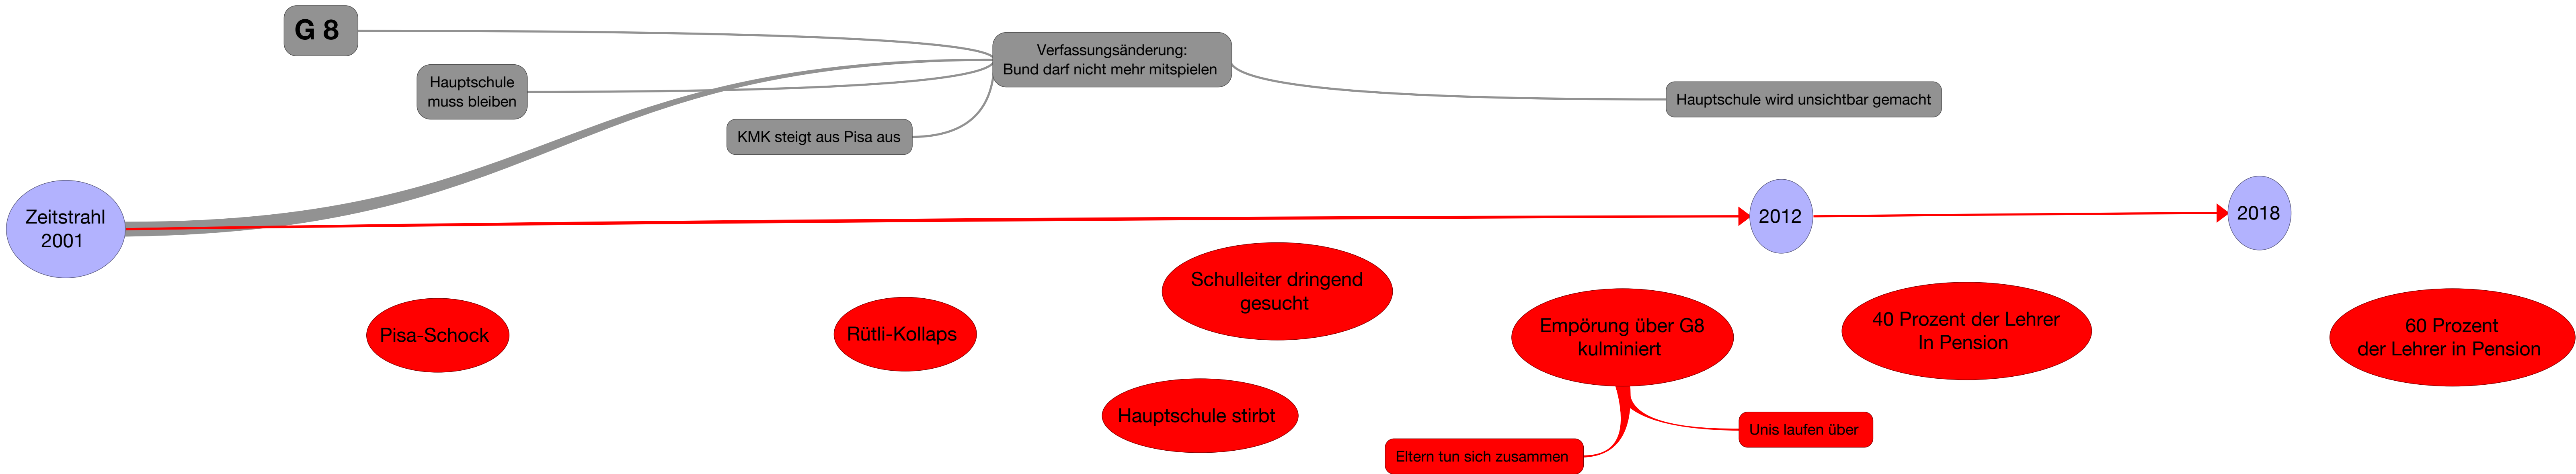 G 8
Verfassungsänderung:
Bund darf nicht mehr mitspielen
Hauptschule
muss bleiben
Hauptschule wird unsichtbar gemacht
KMK steigt aus Pisa aus
Zeitstrahl
2001
2012
2018
Schulleiter dringend
gesucht
Pisa-Schock
Rütli-Kollaps
Empörung über G8
kulminiert
40 Prozent der Lehrer
In Pension
60 Prozent
der Lehrer in Pension
Hauptschule stirbt
Unis laufen über
Eltern tun sich zusammen